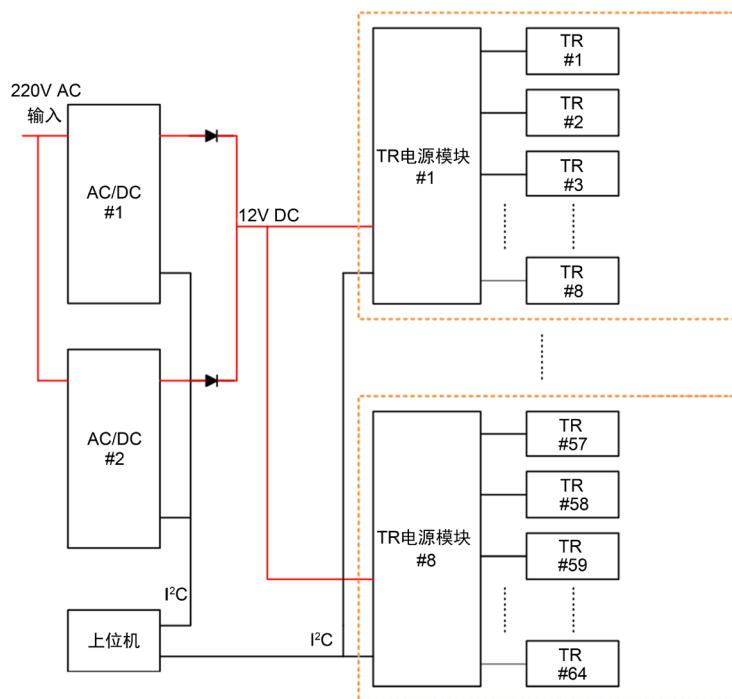 220V AC
输入
AC/DC
#1
12V DC
AC/DC
#2
I²C
上位机
I²C
TR电源模块
#1
TR
#1
TR
#2
TR
#3
TR
#8
TR电源模块
#8
TR
#57
TR
#58
TR
#59
TR
#64